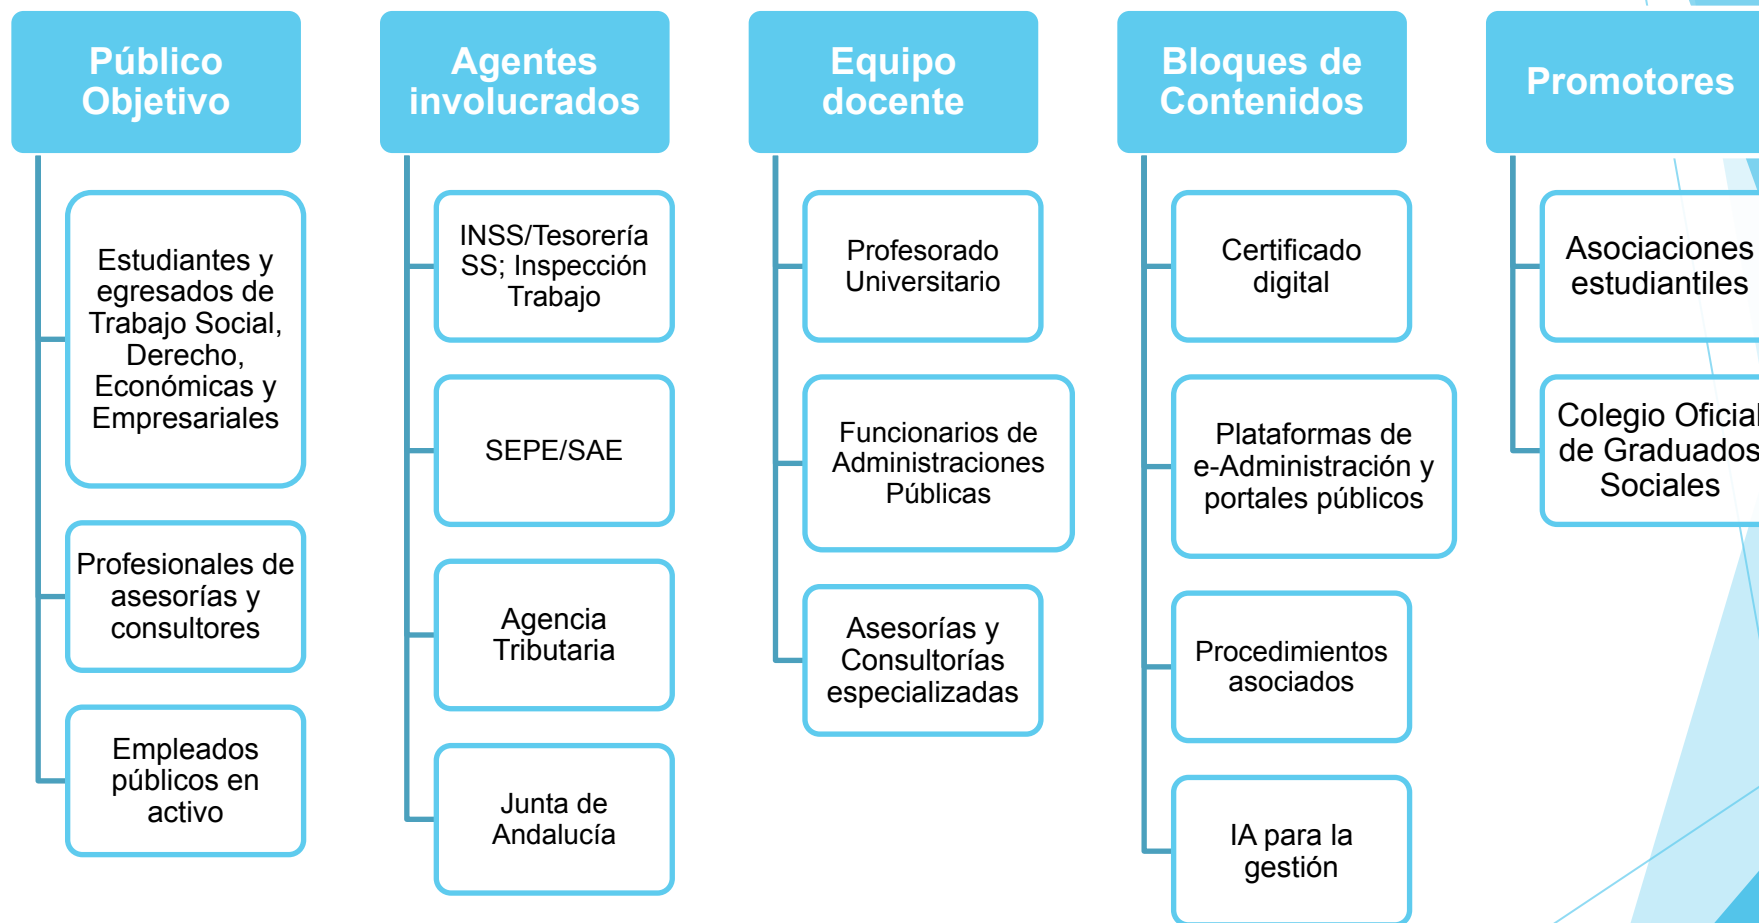 Público
Objetivo
Estudiantes y
egresados de
Trabajo Social,
Derecho,
Económicas y
Empresariales
Profesionales de
asesorías y
consultores
Empleados
públicos en
activo
Agentes
involucrados
INSS/Tesorería
SS; Inspección
Trabajo
SEPE/SAE
Agencia
Tributaria
Junta de
Andalucía
Equipo
docente
Profesorado
Universitario
Funcionarios de
Administraciones
Públicas
Asesorías y
Consultorías
especializadas
Bloques de
Contenidos
Certificado
digital
Plataformas de
e-Administración y
portales públicos
Procedimientos
asociados
IA para la
gestión
Promotores
Asociaciones
estudiantiles
Colegio Oficial
de Graduados
Sociales